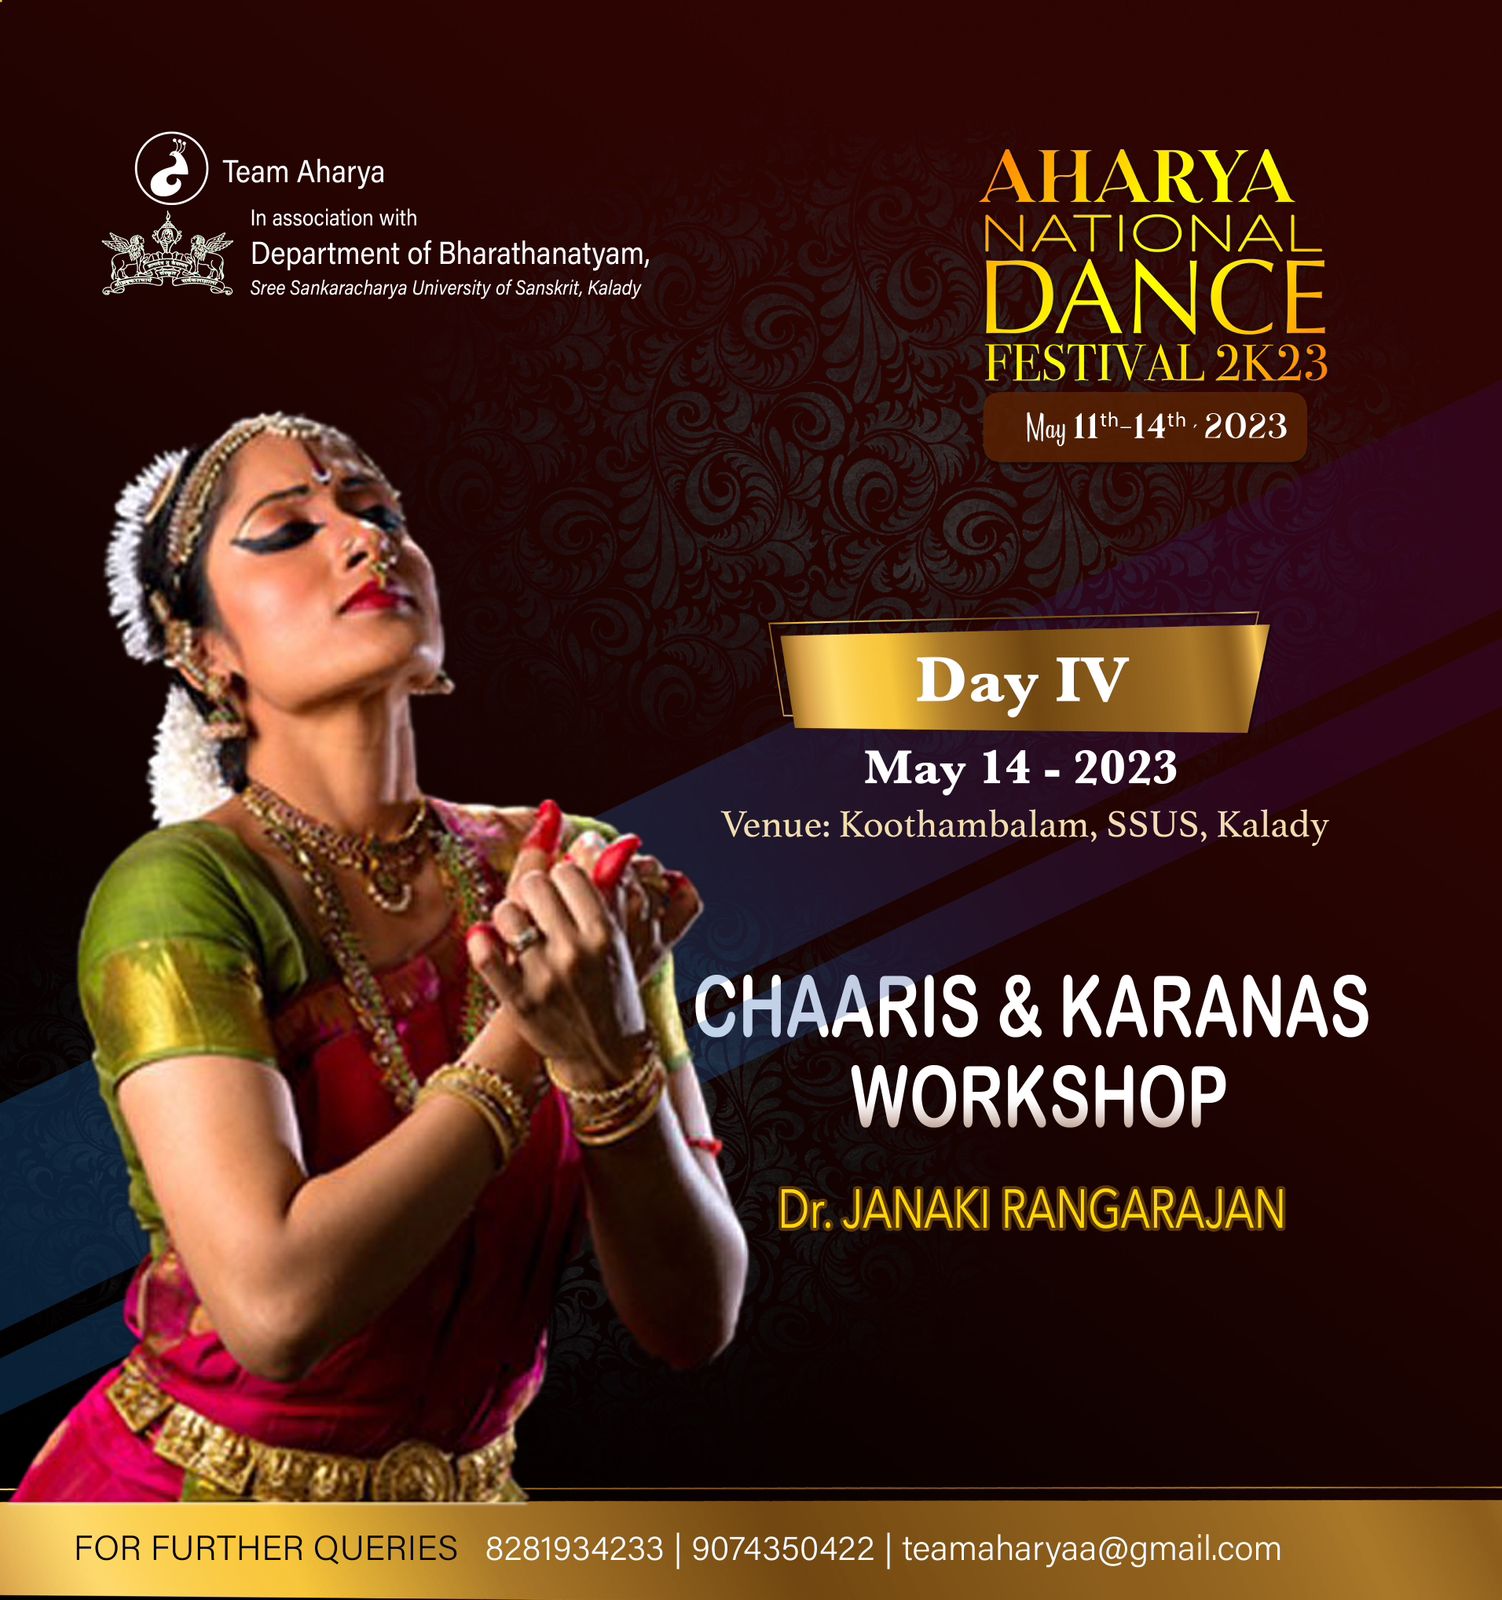 Team Aharya
In association with
Department of Bharathanatyam,
Sree Sankaracharya University of Sanskrit, Kalady
AHARYA
NATIONAL
DANCE
FESTIVAL 2K23
May 11th-14th, 2023
Day IV
May 14 - 2023
Venue: Koothambalam, SSUS, Kalady
CHAARIS & KARANAS
WORKSHOP
Dr. JANAKI RANGARAJAN
FOR FURTHER QUERIES 8281934233 | 9074350422 | teamaharyaa@gmail.com